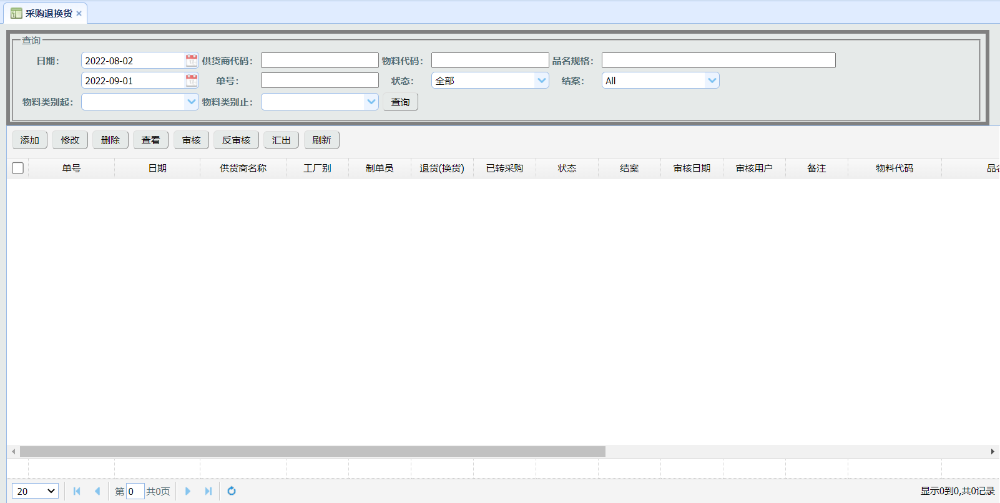 采购退换货
查询
日期： 2022-08-02 供货商代码： 物料代码： 品名规格：
2022-09-01 单号： 状态： 全部 结案： All
物料类别起： 物料类别止： 查询
添加 修改 删除 查看 审核 反审核 汇出 刷新
单号 日期 供货商名称 工厂别 制单员 退货(换货) 已转采购 状态 结案 审核日期 审核用户 备注 物料代码 品
20 第 0 共0页 显示0到0,共0记录